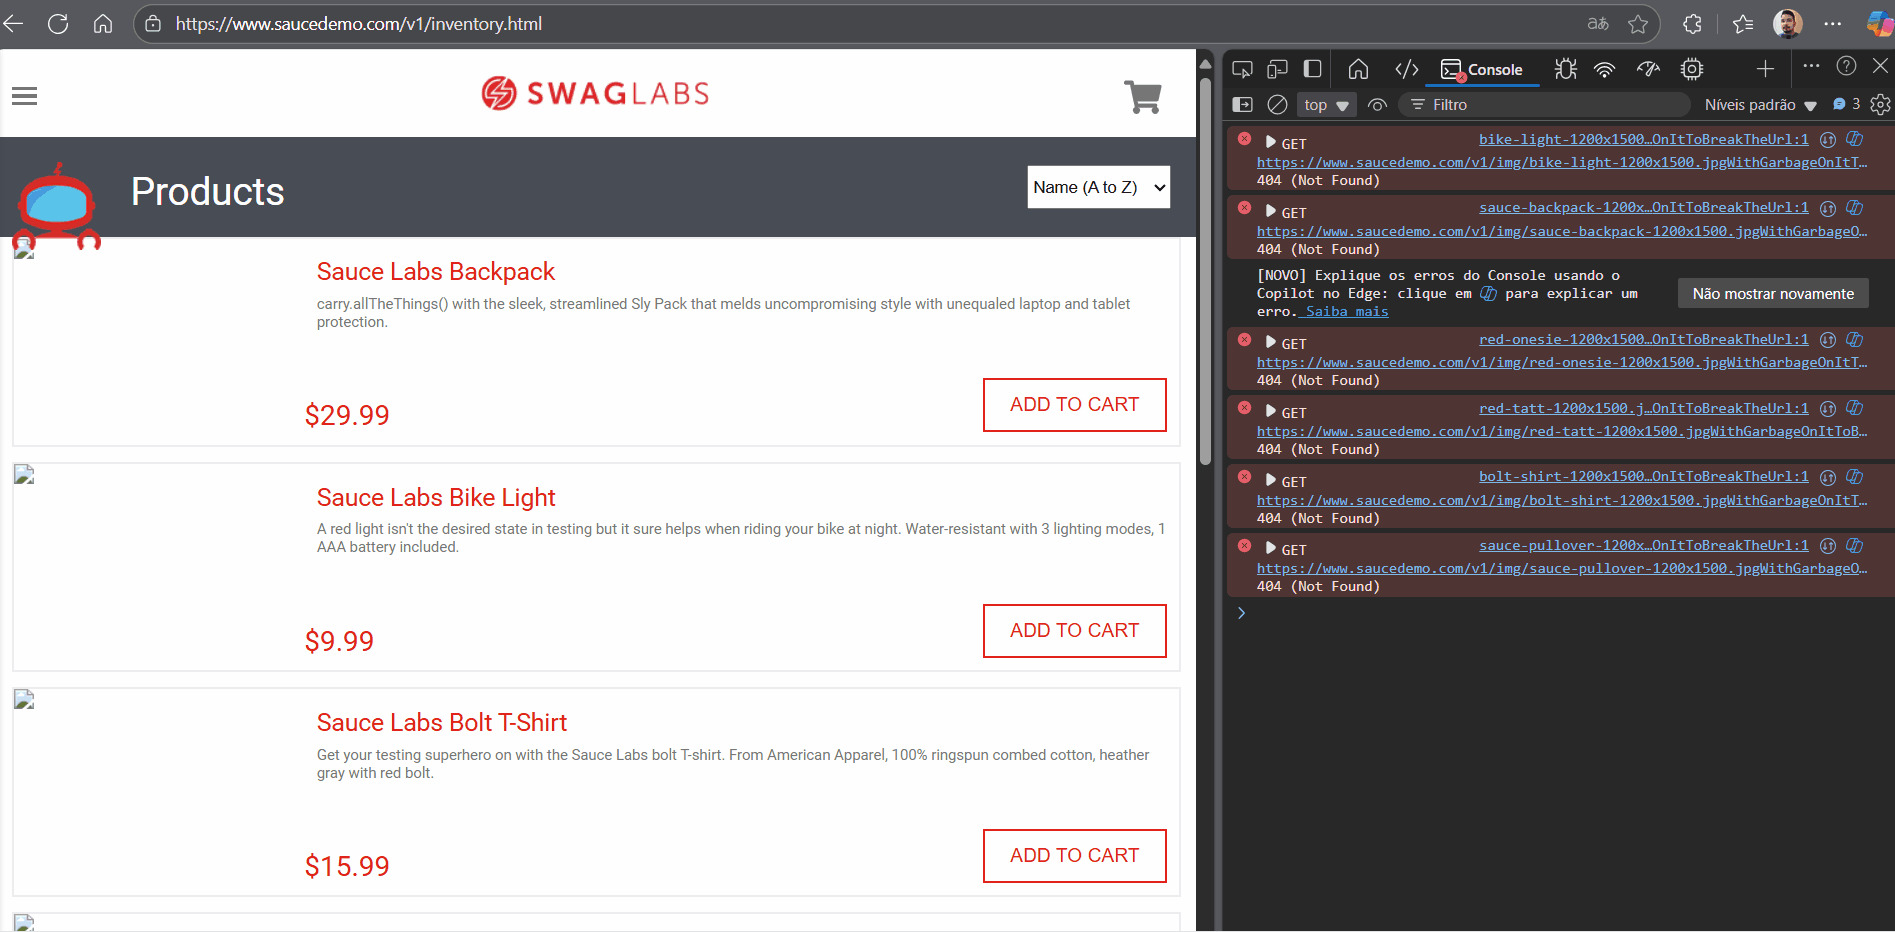 https://www.saucedemo.com/v1/inventory.html
SWAGLABS
Products
Name (A to Z)
Sauce Labs Backpack
carry.allTheThings() with the sleek, streamlined Sly Pack that melds uncompromising style with unequaled laptop and tablet
protection.
$29.99
ADD TO CART
Sauce Labs Bike Light
A red light isn't the desired state in testing but it sure helps when riding your bike at night. Water-resistant with 3 lighting modes, 1
AAA battery included.
$9.99
ADD TO CART
Sauce Labs Bolt T-Shirt
Get your testing superhero on with the Sauce Labs bolt T-shirt. From American Apparel, 100% ringspun combed cotton, heather
gray with red bolt.
$15.99
ADD TO CART
Console
top
Filtro
Níveis padrão
3
GET bike-light-1200x1500…OnItToBreakTheUrl:1
https://www.saucedemo.com/v1/img/bike-light-1200x1500.jpgWithGarbageOnItT…
404 (Not Found)
GET sauce-backpack-1200x…OnItToBreakTheUrl:1
https://www.saucedemo.com/v1/img/sauce-backpack-1200x1500.jpgWithGarbageO…
404 (Not Found)
[NOVO] Explique os erros do Console usando o
Copilot no Edge: clique em para explicar um
erro. Saiba mais
Não mostrar novamente
GET red-onesie-1200x1500…OnItToBreakTheUrl:1
https://www.saucedemo.com/v1/img/red-onesie-1200x1500.jpgWithGarbageOnItT…
404 (Not Found)
GET red-tatt-1200x1500.j…OnItToBreakTheUrl:1
https://www.saucedemo.com/v1/img/red-tatt-1200x1500.jpgWithGarbageOnItToB…
404 (Not Found)
GET bolt-shirt-1200x1500…OnItToBreakTheUrl:1
https://www.saucedemo.com/v1/img/bolt-shirt-1200x1500.jpgWithGarbageOnItT…
404 (Not Found)
GET sauce-pullover-1200x…OnItToBreakTheUrl:1
https://www.saucedemo.com/v1/img/sauce-pullover-1200x1500.jpgWithGarbageO…
404 (Not Found)